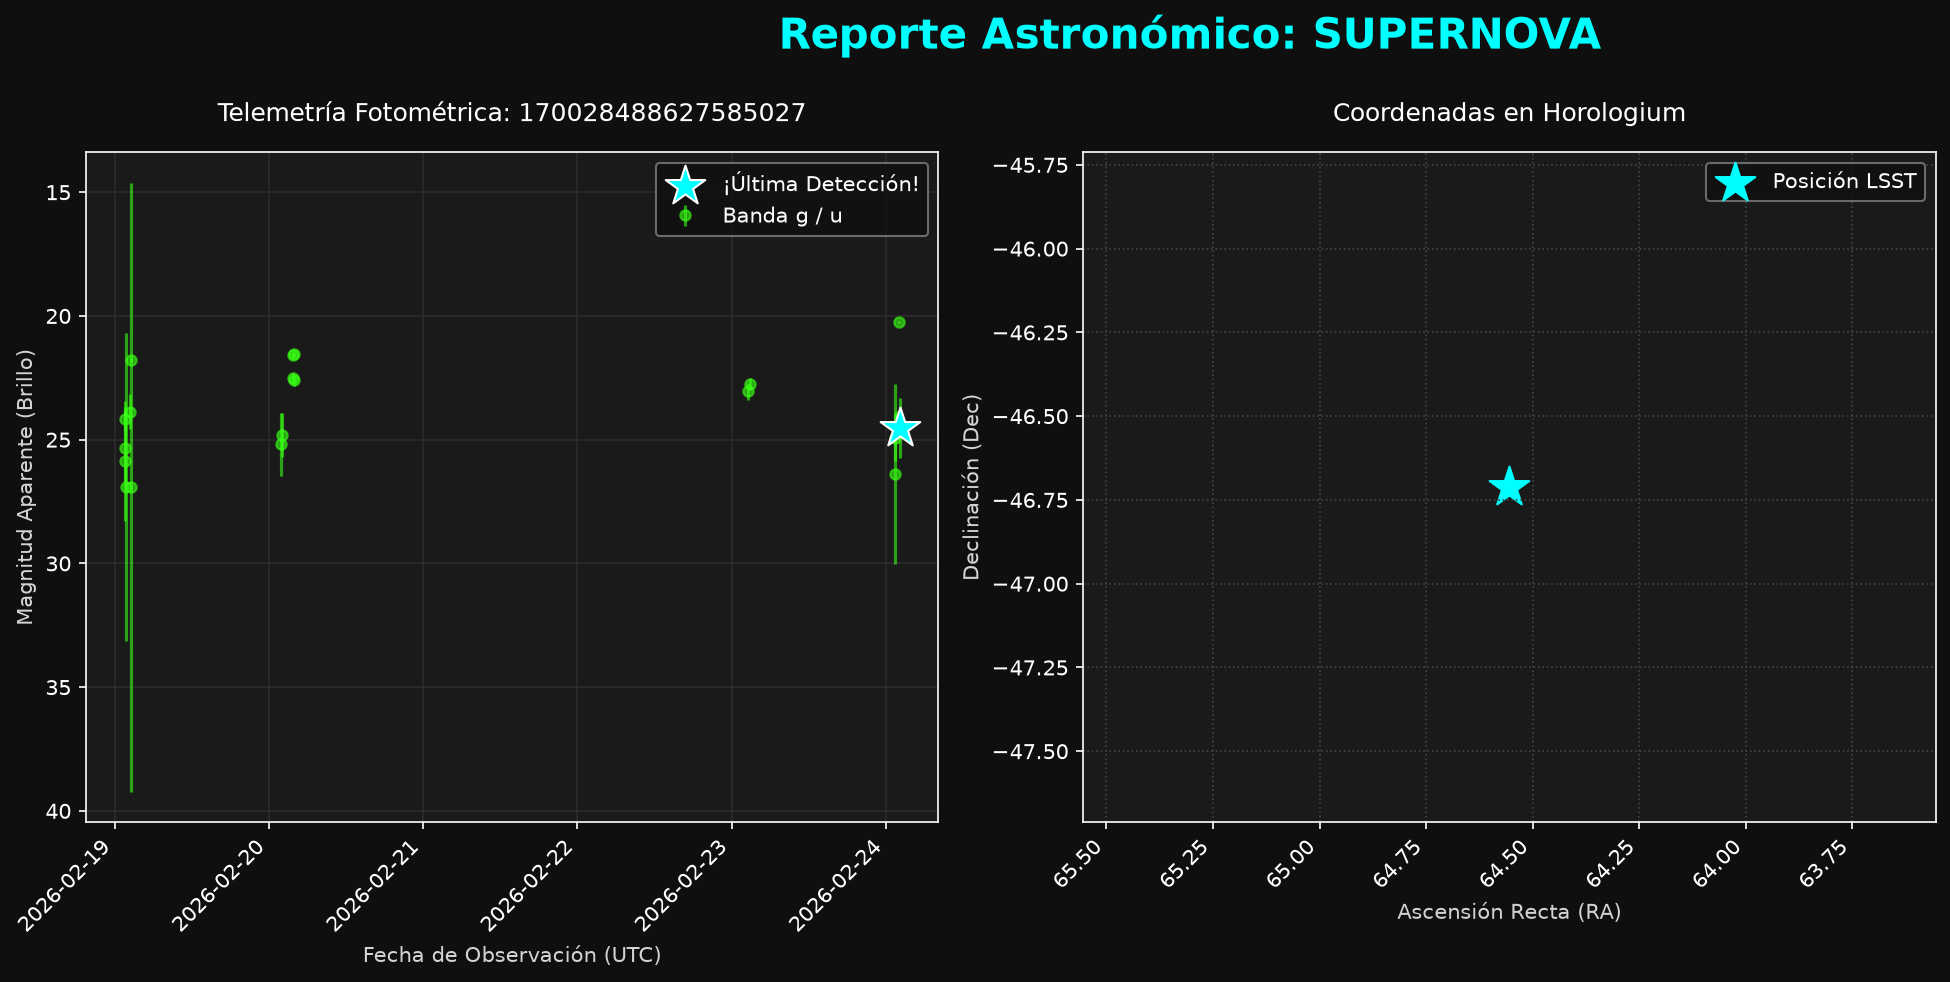 Reporte Astronómico: SUPERNOVA
Telemetría Fotométrica: 170028488627585027
¡Última Detección!
Banda g / u
Magnitud Aparente (Brillo)
15
20
25
30
35
40
2026-02-19
2026-02-20
2026-02-21
2026-02-22
2026-02-23
2026-02-24
Fecha de Observación (UTC)
Coordenadas en Horologium
Posición LSST
Declinación (Dec)
−45.75
−46.00
−46.25
−46.50
−46.75
−47.00
−47.25
−47.50
65.50
65.25
65.00
64.75
64.50
64.25
64.00
63.75
Ascensión Recta (RA)